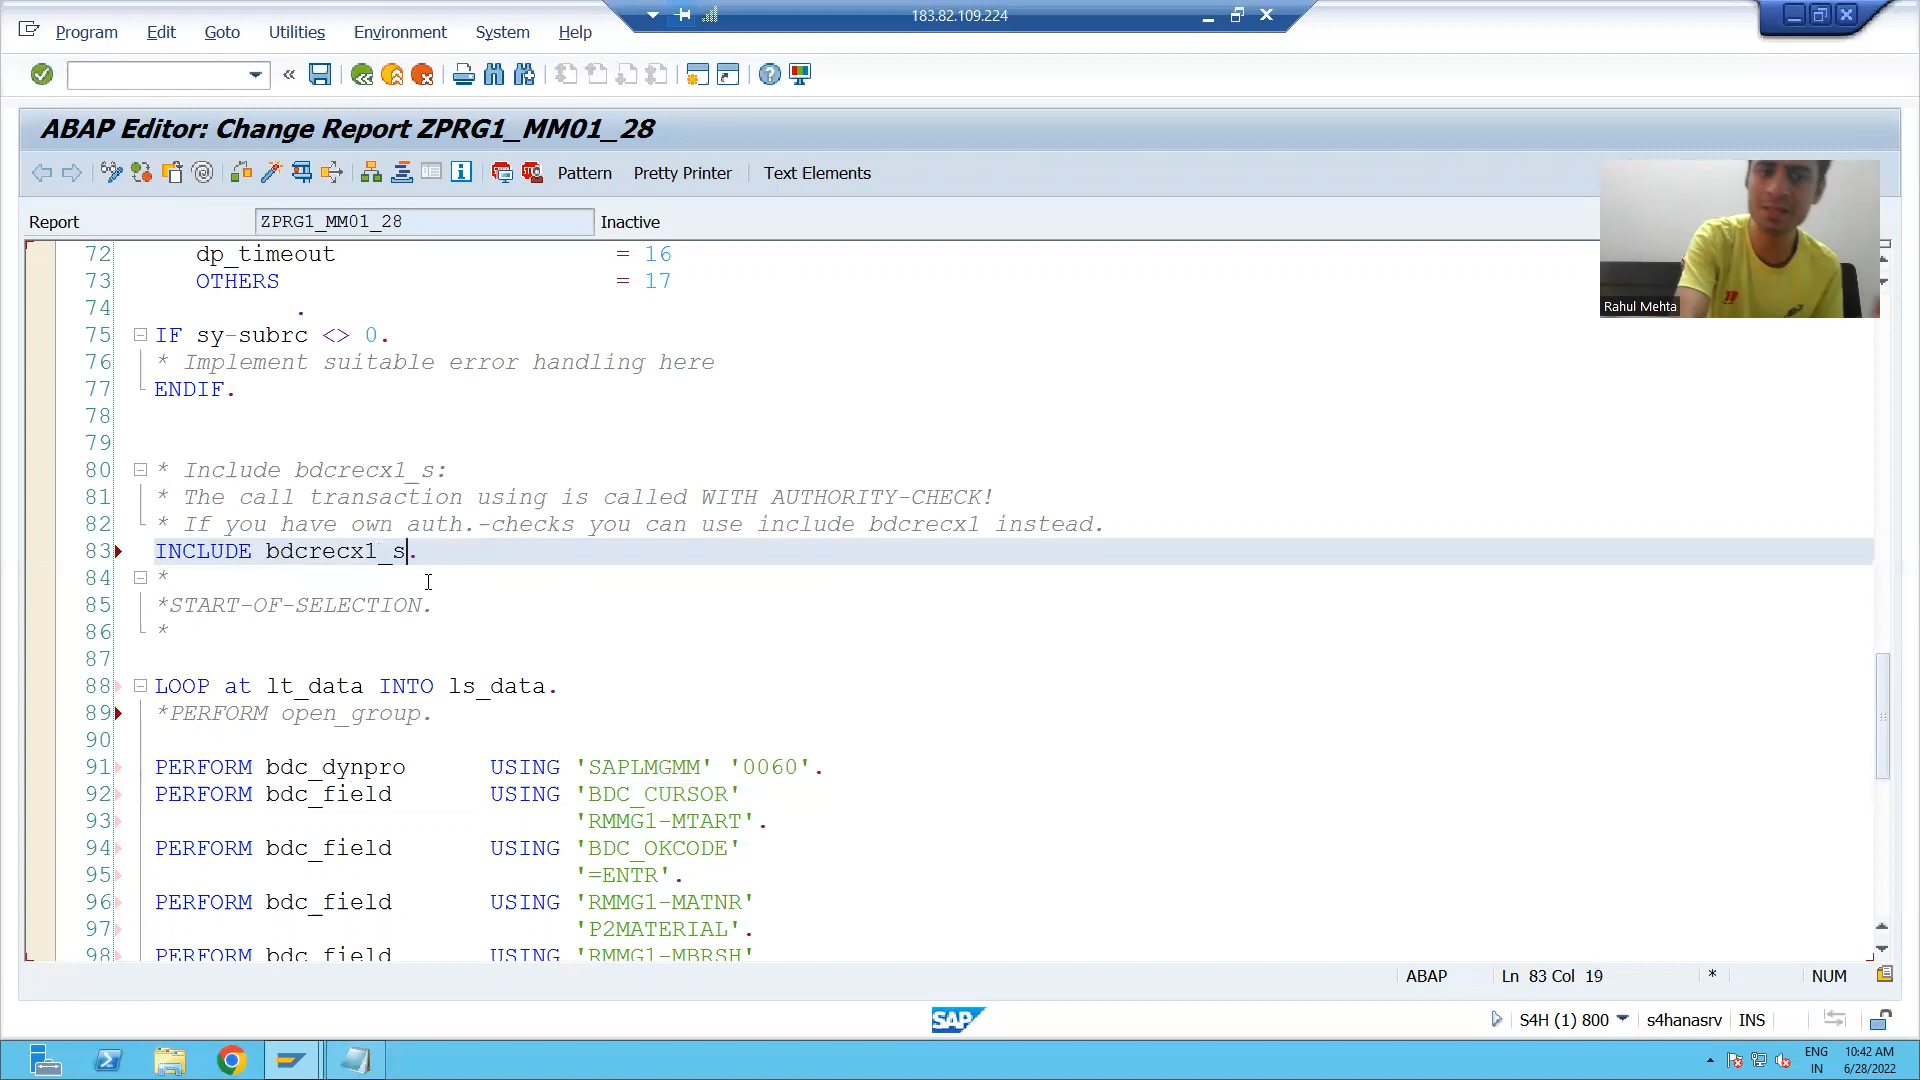 183.82.109.224
Program Edit Goto Utilities Environment System Help
ABAP Editor: Change Report ZPRG1_MM01_28
Pattern Pretty Printer Text Elements
Report ZPRG1_MM01_28 Inactive
Rahul Mehta
72 dp_timeout = 16
73 OTHERS = 17
74 .
75 IF sy-subrc <> 0.
76 * Implement suitable error handling here
77 ENDIF.
78
79
80 * Include bdcrecx1_s:
81 * The call transaction using is called WITH AUTHORITY-CHECK!
82 * If you have own auth.-checks you can use include bdcrecx1 instead.
83 INCLUDE bdcrecx1_s.
84 *
85 *START-OF-SELECTION.
86 *
87
88 LOOP at lt_data INTO ls_data.
89 *PERFORM open_group.
90
91 PERFORM bdc_dynpro USING 'SAPLMGMM' '0060'.
92 PERFORM bdc_field USING 'BDC_CURSOR'
93 'RMMG1-MTART'.
94 PERFORM bdc_field USING 'BDC_OKCODE'
95 '=ENTR'.
96 PERFORM bdc_field USING 'RMMG1-MATNR'
97 'P2MATERIAL'.
98 PERFORM bdc_field USING 'RMMG1-MBRSH'
ABAP Ln 83 Col 19 * NUM
SAP S4H (1) 800 s4hanasrv INS
ENG 10:42 AM
IN 6/28/2022